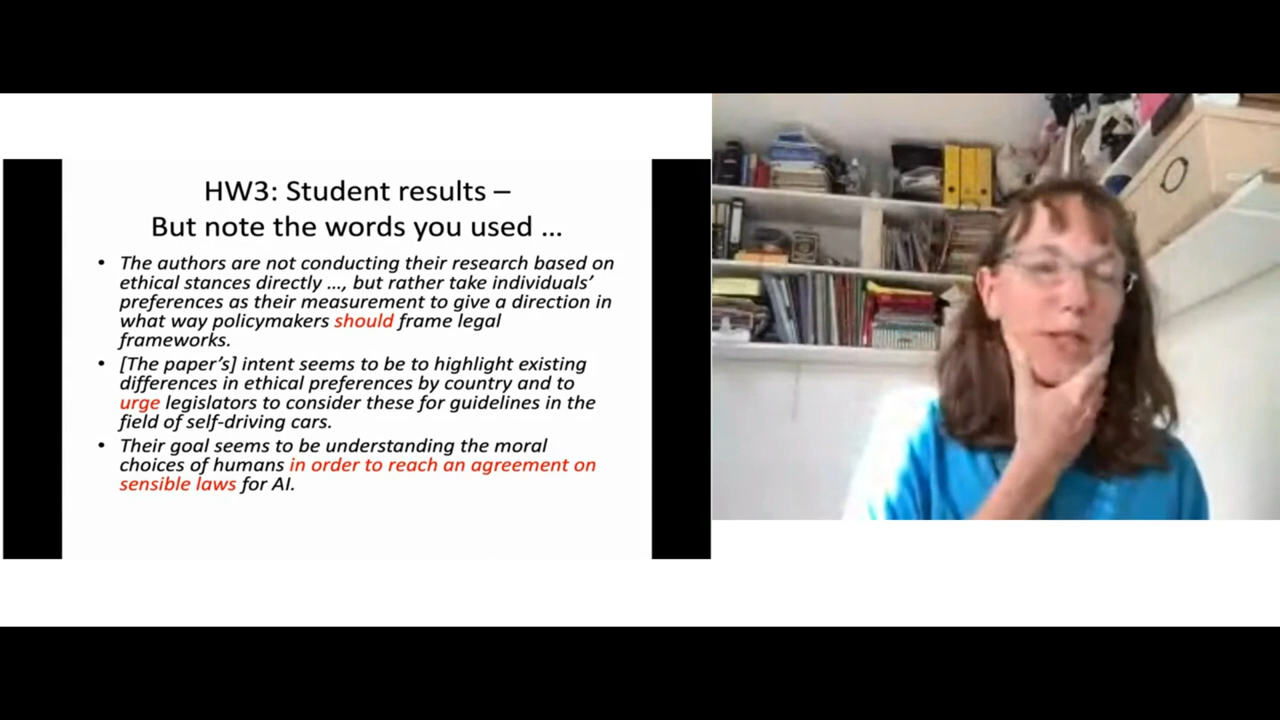 HW3: Student results –
But note the words you used ...
• The authors are not conducting their research based on
ethical stances directly ..., but rather take individuals’
preferences as their measurement to give a direction in
what way policymakers should frame legal
frameworks.
• [The paper’s] intent seems to be to highlight existing
differences in ethical preferences by country and to
urge legislators to consider these for guidelines in the
field of self-driving cars.
• Their goal seems to be understanding the moral
choices of humans in order to reach an agreement on
sensible laws for AI.